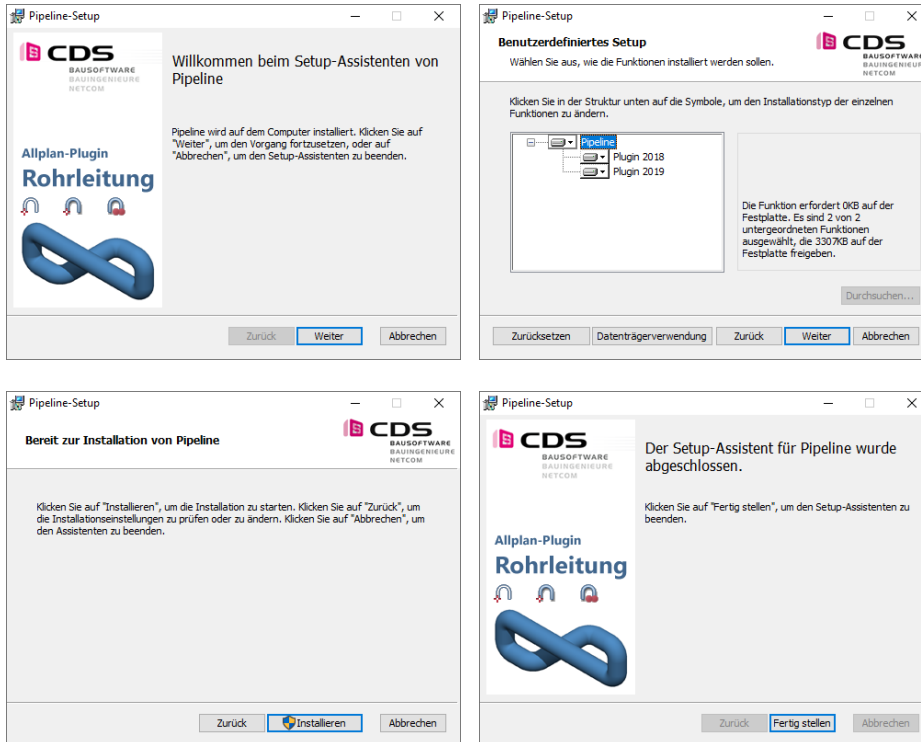 Pipeline-Setup
CDS
BAUSOFTWARE
BAUINGENIEURE
NETCOM
Allplan-Plugin
Rohrleitung
Willkommen beim Setup-Assistenten von
Pipeline
Pipeline wird auf dem Computer installiert. Klicken Sie auf
"Weiter", um den Vorgang fortzusetzen, oder auf
"Abbrechen", um den Setup-Assistenten zu beenden.
Zurück Weiter Abbrechen
Pipeline-Setup
Benutzerdefiniertes Setup
Wählen Sie aus, wie die Funktionen installiert werden sollen.
CDS
BAUSOFTWARE
BAUINGENIEUR
NETCOM
Klicken Sie in der Struktur unten auf die Symbole, um den Installationstyp der einzelnen
Funktionen zu ändern.
Pipeline
Plugin 2018
Plugin 2019
Die Funktion erfordert 0KB auf der
Festplatte. Es sind 2 von 2
untergeordneten Funktionen
ausgewählt, die 3307KB auf der
Festplatte freigeben.
Durchsuchen...
Zurücksetzen Datenträgerverwendung Zurück Weiter Abbrechen
Pipeline-Setup
Bereit zur Installation von Pipeline
CDS
BAUSOFTWARE
BAUINGENIEURE
NETCOM
Klicken Sie auf "Installieren", um die Installation zu starten. Klicken Sie auf "Zurück", um
die Installationseinstellungen zu prüfen oder zu ändern. Klicken Sie auf "Abbrechen", um
den Assistenten zu beenden.
Zurück Installieren Abbrechen
Pipeline-Setup
CDS
BAUSOFTWARE
BAUINGENIEURE
NETCOM
Allplan-Plugin
Rohrleitung
Der Setup-Assistent für Pipeline wurde
abgeschlossen.
Klicken Sie auf "Fertig stellen", um den Setup-Assistenten zu
beenden.
Zurück Fertig stellen Abbrechen